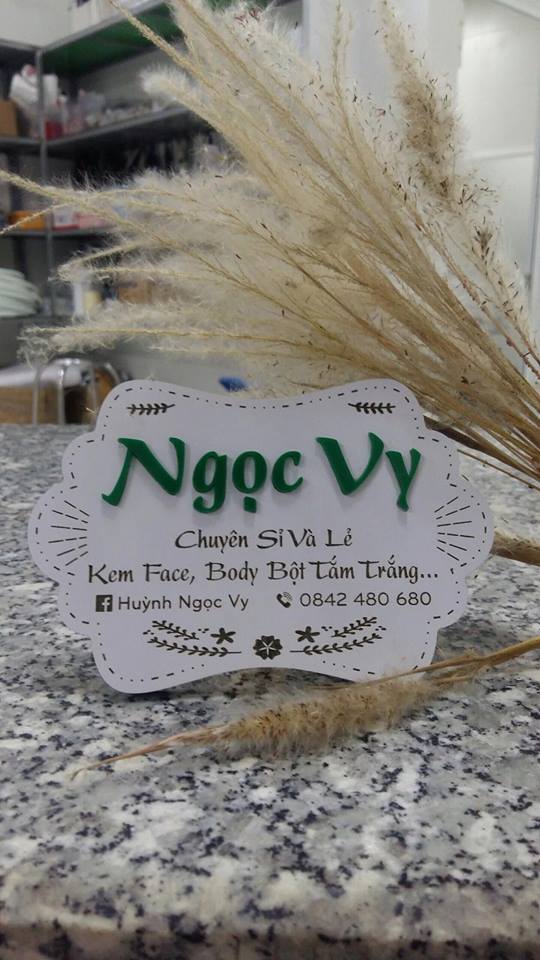 Ngọc Vy
Chuyên Sỉ Và Lẻ
Kem Face, Body Bột Tắm Trắng...
Huỳnh Ngọc Vy 0842 480 680